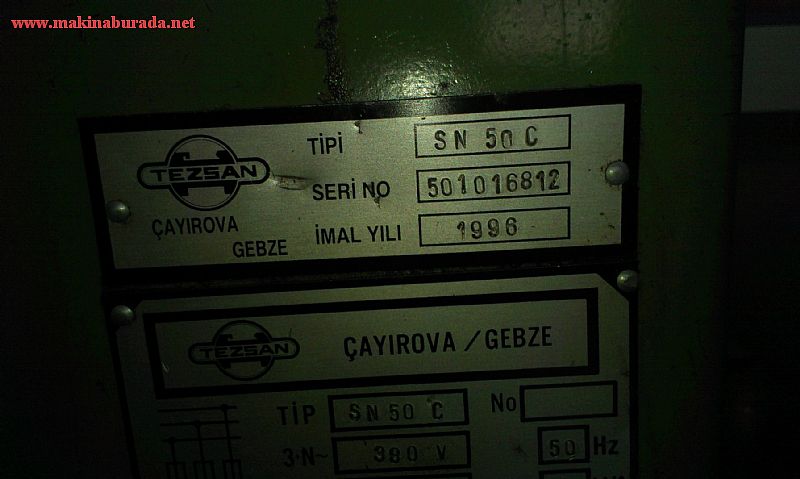 www.makinaburada.net
TEZSAN
ÇAYIROVA
GEBZE
TİPİ SN 50 C
SERİ NO 501016812
İMAL YILI 1996
TEZSAN ÇAYIROVA / GEBZE
TİP SN 50 C No
3·N~ 380 V 50 Hz